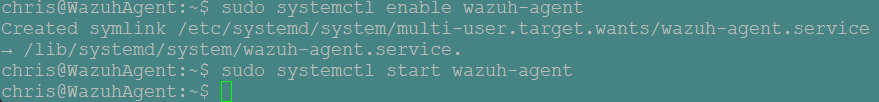 chris@WazuhAgent:~$ sudo systemctl enable wazuh-agent
Created symlink /etc/systemd/system/multi-user.target.wants/wazuh-agent.service
→ /lib/systemd/system/wazuh-agent.service.
chris@WazuhAgent:~$ sudo systemctl start wazuh-agent
chris@WazuhAgent:~$